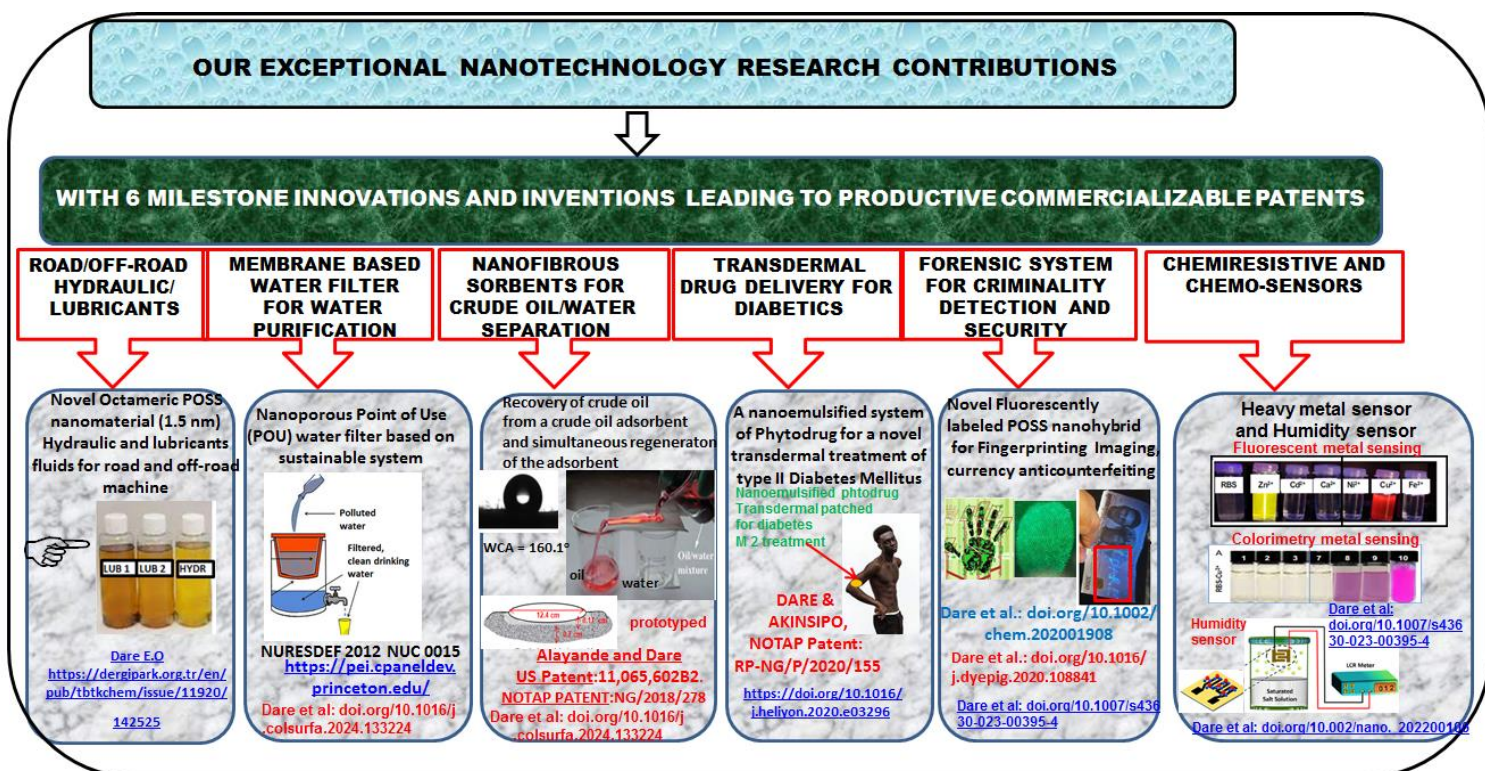 OUR EXCEPTIONAL NANOTECHNOLOGY RESEARCH CONTRIBUTIONS
WITH 6 MILESTONE INNOVATIONS AND INVENTIONS LEADING TO PRODUCTIVE COMMERCIALIZABLE PATENTS
ROAD/OFF-ROAD
HYDRAULIC/
LUBRICANTS
MEMBRANE BASED
WATER FILTER
FOR WATER
PURIFICATION
NANOFIBROUS
SORBENTS FOR
CRUDE OIL/WATER
SEPARATION
TRANSDERMAL
DRUG DELIVERY FOR
DIABETICS
FORENSIC SYSTEM
FOR CRIMINALITY
DETECTION AND
SECURITY
CHEMIRESISTIVE AND
CHEMO-SENSORS
Novel Octameric POSS
nanomaterial (1.5 nm)
Hydraulic and lubricants
fluids for road and off-road
machine
LUB 1
LUB 2
HYDR
Dare E.O
https://dergipark.org.tr/en/
pub/tbtkchem/issue/11920/
142525
Nanoporous Point of Use
(POU) water filter based on
sustainable system
Polluted
water
Filtered,
clean drinking
water
NURESDEF 2012 NUC 0015
https://pei.cpaneldev.
princeton.edu/
Dare et al: doi.org/10.1016/j
.colsurfa.2024.133224
Recovery of crude oil
from a crude oil adsorbent
and simultaneous regeneraton
of the adsorbent
WCA = 160.1°
Oil/water
mixture
oil
water
12.4 cm
prototyped
Alayande and Dare
US Patent:11,065,602B2.
NOTAP PATENT:NG/2018/278
Dare et al: doi.org/10.1016/j
.colsurfa.2024.133224
A nanoemulsified system
of Phytodrug for a novel
transdermal treatment of
type II Diabetes Mellitus
Nanoemulsified phtodrug
Transdermal patched
for diabetes
M 2 treatment
DARE &
AKINSIPO,
NOTAP Patent:
RP-NG/P/2020/155
https://doi.org/10.1016/
j.heliyon.2020.e03296
Novel Fluorescently
labeled POSS nanohybrid
for Fingerprinting Imaging,
currency anticounterfeiting
Dare et al.: doi.org/10.1002/
chem.202001908
Dare et al.: doi.org/10.1016/
j.dyepig.2020.108841
Dare et al.: doi.org/10.1007/s436
30-023-00395-4
Heavy metal sensor
and Humidity sensor
Fluorescent metal sensing
RBS Zn²⁺ Cd²⁺ Ca²⁺ Ni²⁺ Cu²⁺ Fe²⁺
Colorimetry metal sensing
A
1 2 3 7 8 9 10
RBS-Cu²⁺
Dare et al:
doi.org/10.1007/s436
30-023-00395-4
Humidity
sensor
LCR Meter
Saturated
Salt Solution
Dare et al: doi.org/10.002/nano. 202200106